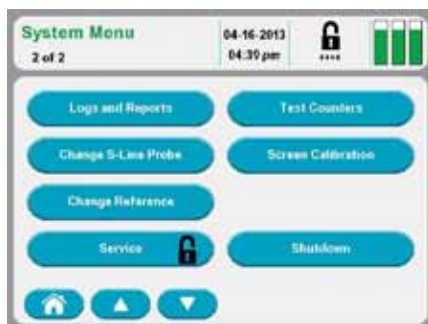 System Menu
04-16-2013
2 of 2
04:39 pm
Logs and Reports
Test Counters
Change S-Line Probe
Screen Calibration
Change Reference
Service
Shutdown